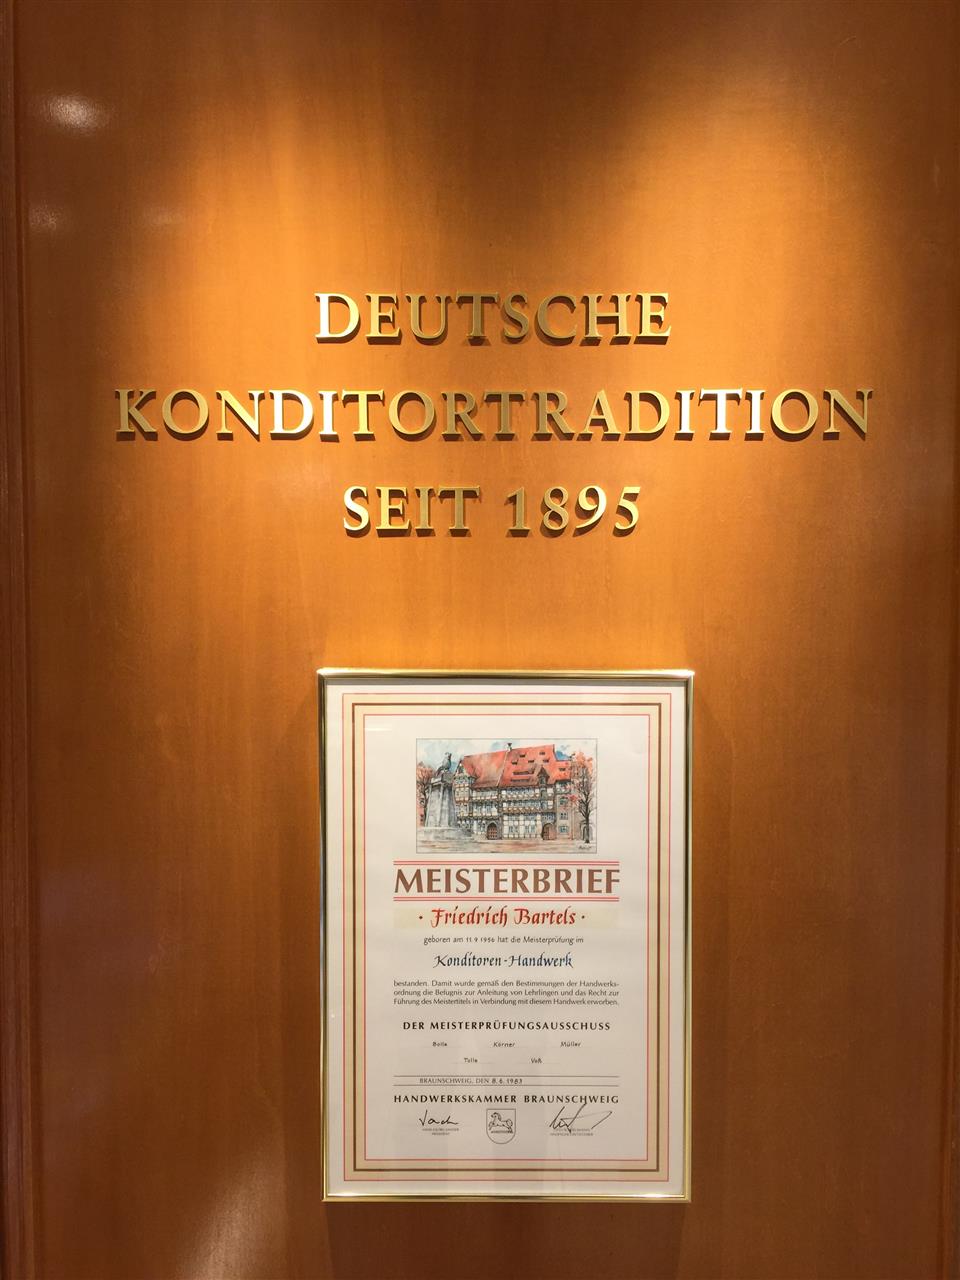 DEUTSCHE
KONDITORTRADITION
SEIT 1895
MEISTERBRIEF
· Friedrich Bartels ·
geboren am 11.9.1956 hat die Meisterprüfung im
Konditoren-Handwerk
bestanden. Damit wurde gemäß den Bestimmungen der Handwerks-
ordnung die Befugnis zur Anleitung von Lehrlingen und das Recht zur
Führung des Meistertitels in Verbindung mit diesem Handwerk erworben.
DER MEISTERPRÜFUNGSAUSSCHUSS
Bolle Körner Müller
Tolle Voß
BRAUNSCHWEIG, DEN 8.6.1983
HANDWERKSKAMMER BRAUNSCHWEIG